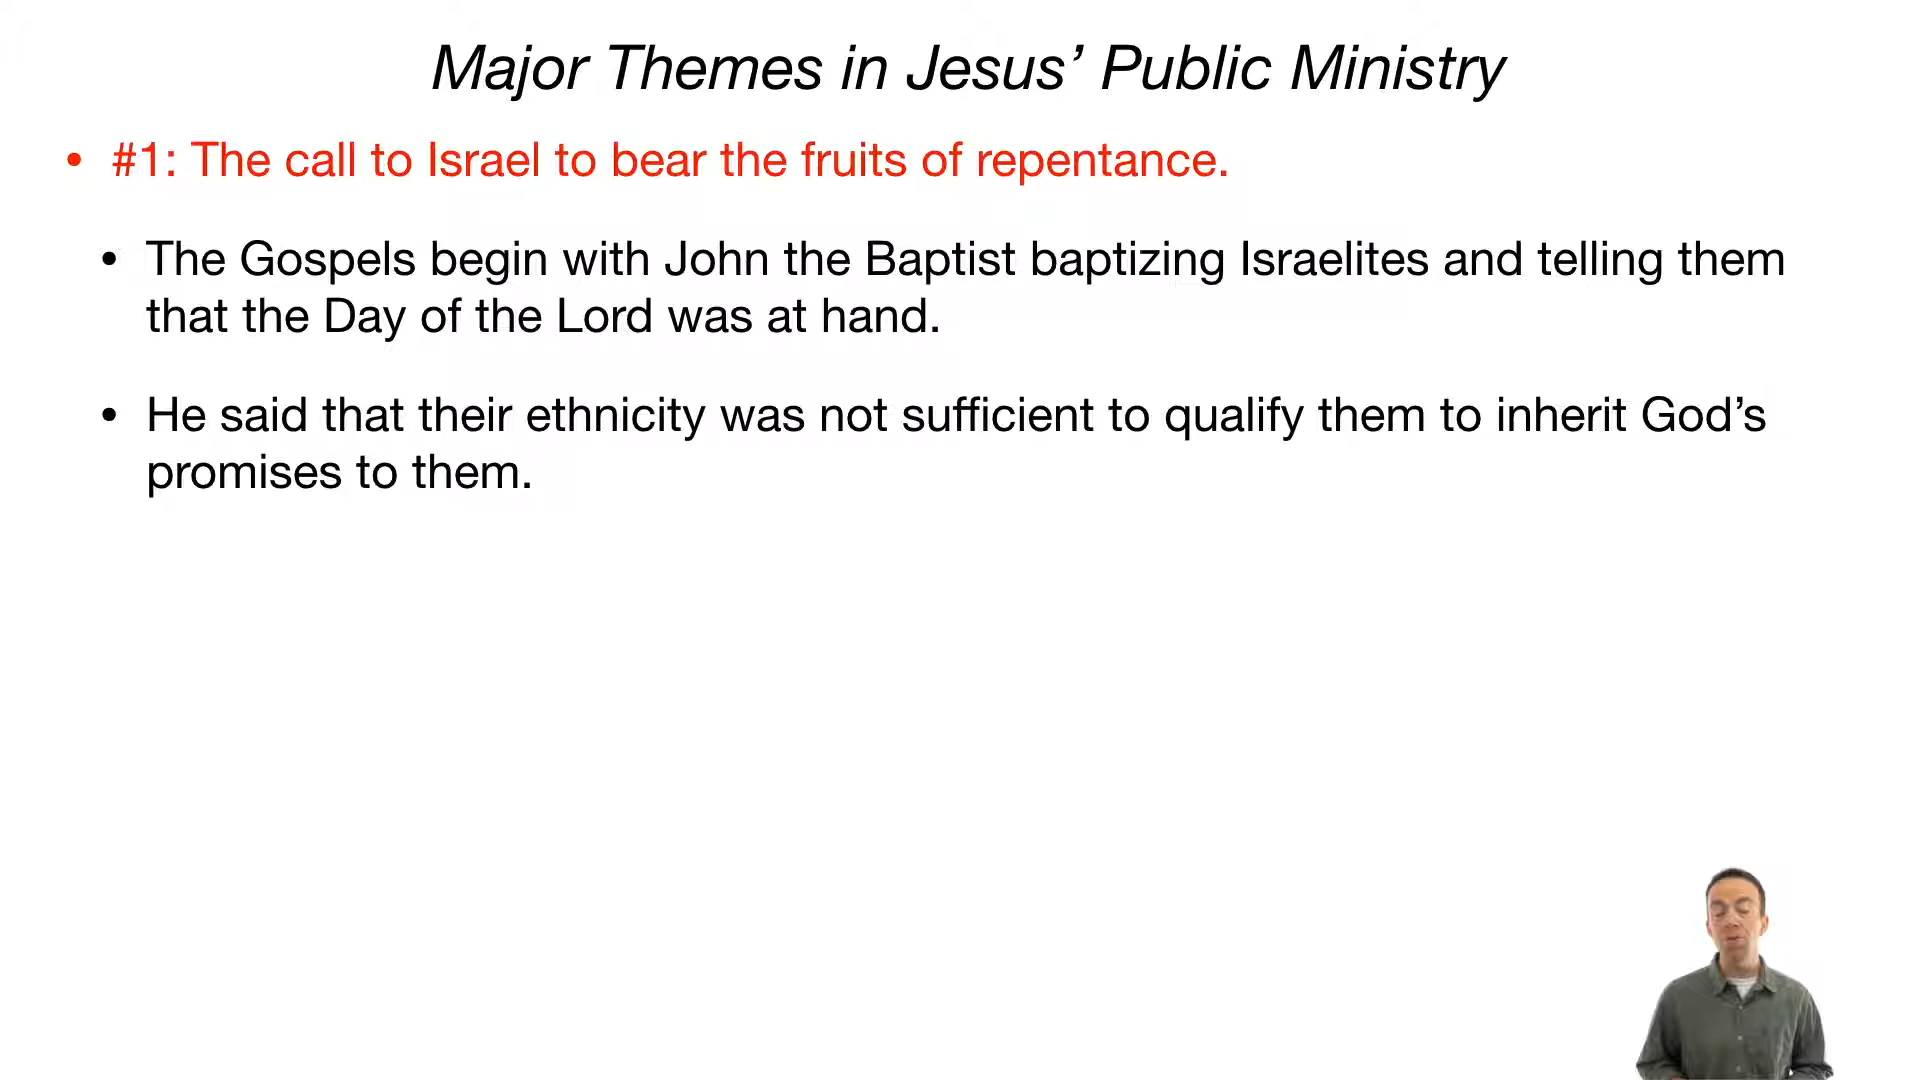 Major Themes in Jesus’ Public Ministry
• #1: The call to Israel to bear the fruits of repentance.
• The Gospels begin with John the Baptist baptizing Israelites and telling them
that the Day of the Lord was at hand.
• He said that their ethnicity was not sufficient to qualify them to inherit God’s
promises to them.